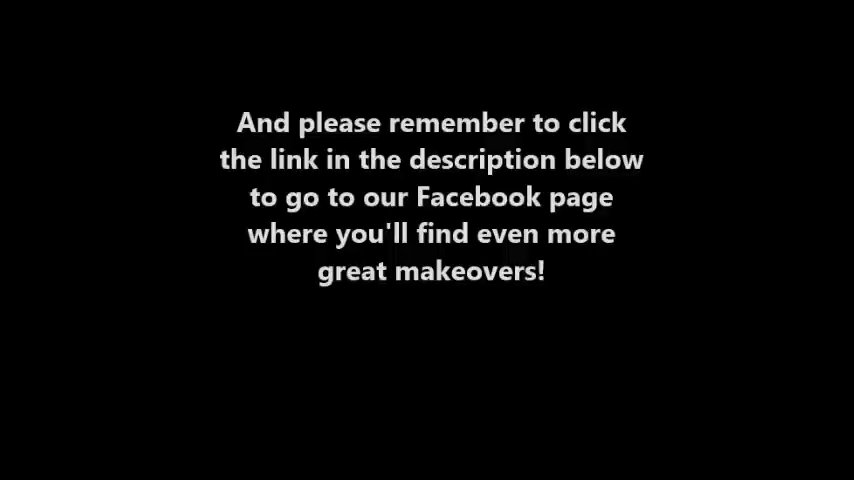 And please remember to click
the link in the description below
to go to our Facebook page
where you'll find even more
great makeovers!